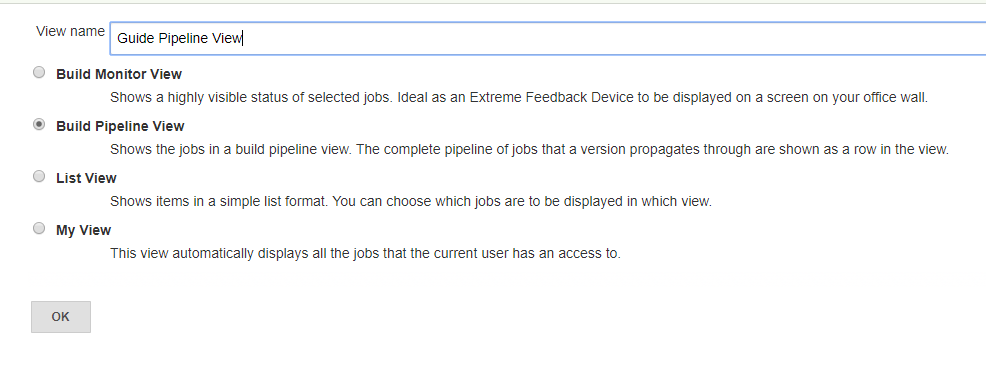 View name
Guide Pipeline View
Build Monitor View
Shows a highly visible status of selected jobs. Ideal as an Extreme Feedback Device to be displayed on a screen on your office wall.
Build Pipeline View
Shows the jobs in a build pipeline view. The complete pipeline of jobs that a version propagates through are shown as a row in the view.
List View
Shows items in a simple list format. You can choose which jobs are to be displayed in which view.
My View
This view automatically displays all the jobs that the current user has an access to.
OK